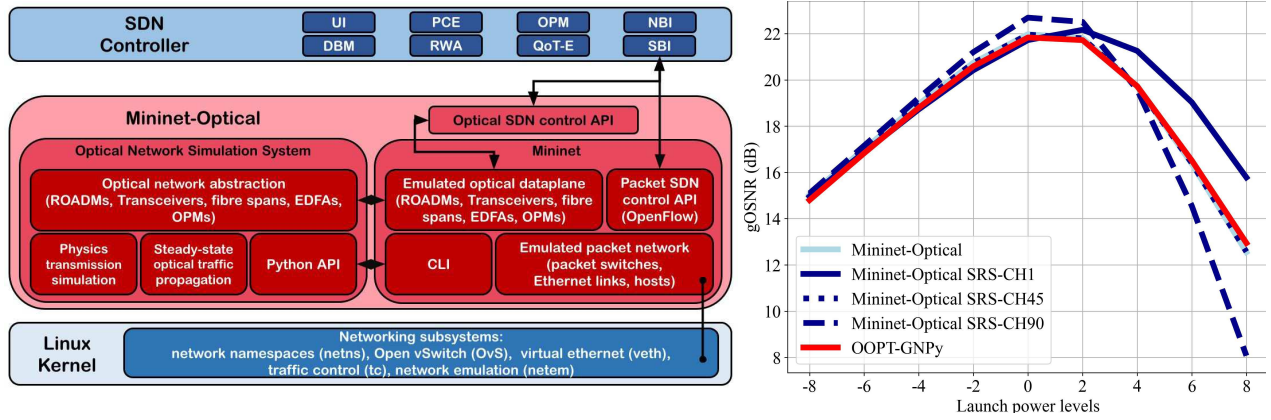 SDN
Controller
UI
PCE
OPM
NBI
DBM
RWA
QoT-E
SBI
Mininet-Optical
Optical SDN control API
Optical Network Simulation System
Mininet
Optical network abstraction
(ROADMs, Transceivers, fibre spans, EDFAs,
OPMs)
Emulated optical dataplane
(ROADMs, Transceivers, fibre
spans, EDFAs, OPMs)
Packet SDN
control API
(OpenFlow)
Physics
transmission
simulation
Steady-state
optical traffic
propagation
Python API
CLI
Emulated packet network
(packet switches,
Ethernet links, hosts)
Linux
Kernel
Networking subsystems:
network namespaces (netns), Open vSwitch (OvS), virtual ethernet (veth),
traffic control (tc), network emulation (netem)
gOSNR (dB)
22
20
18
16
14
12
10
8
Mininet-Optical
Mininet-Optical SRS-CH1
Mininet-Optical SRS-CH45
Mininet-Optical SRS-CH90
OOPT-GNPy
-8 -6 -4 -2 0 2 4 6 8
Launch power levels